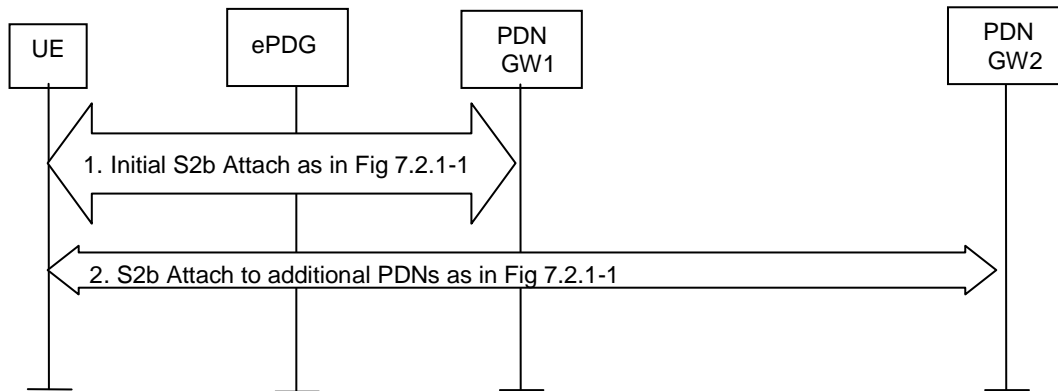 UE
ePDG
PDN
GW1
PDN
GW2
1. Initial S2b Attach as in Fig 7.2.1-1
2. S2b Attach to additional PDNs as in Fig 7.2.1-1